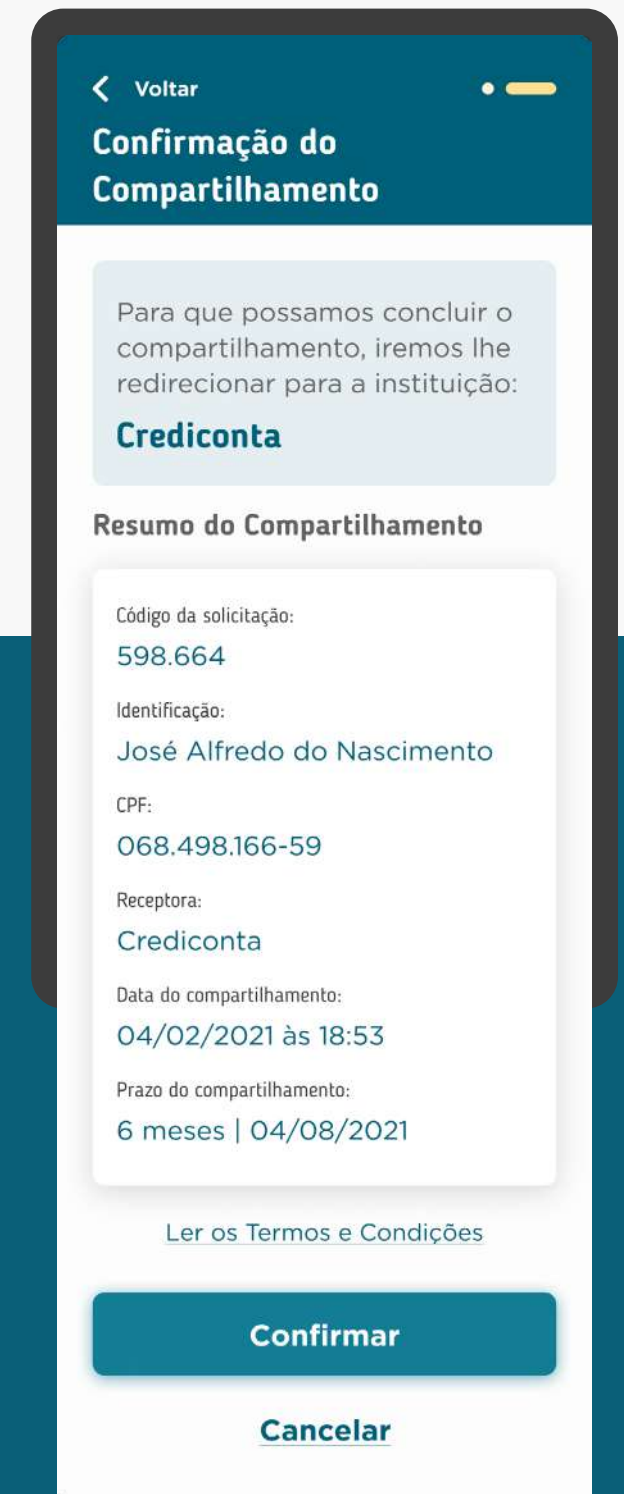 Voltar
Confirmação do
Compartilhamento
Para que possamos concluir o
compartilhamento, iremos lhe
redirecionar para a instituição:
Crediconta
Resumo do Compartilhamento
Código da solicitação:
598.664
Identificação:
José Alfredo do Nascimento
CPF:
068.498.166-59
Receptora:
Crediconta
Data do compartilhamento:
04/02/2021 às 18:53
Prazo do compartilhamento:
6 meses | 04/08/2021
Ler os Termos e Condições
Confirmar
Cancelar